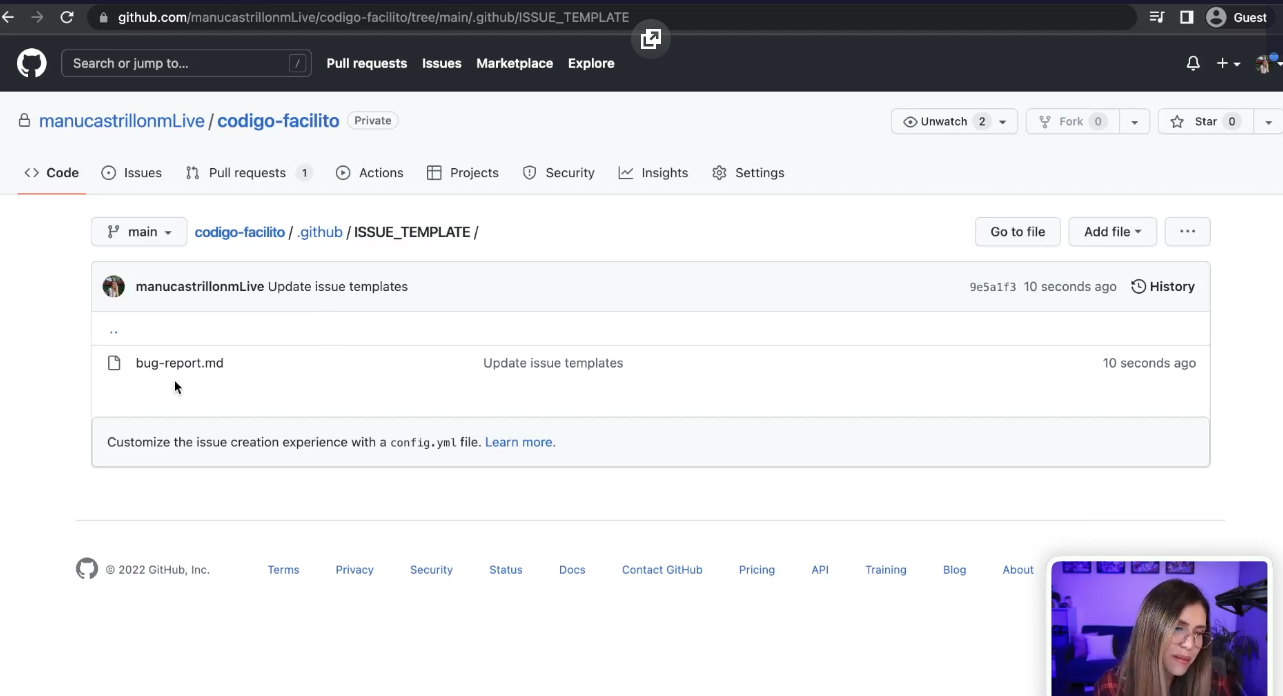 github.com/manucastrillonmLive/codigo-facilito/tree/main/.github/ISSUE_TEMPLATE
Guest
Search or jump to...
/
Pull requests
Issues
Marketplace
Explore
manucastrillonmLive / codigo-facilito
Private
Unwatch 2
Fork 0
Star 0
Code
Issues
Pull requests 1
Actions
Projects
Security
Insights
Settings
main
codigo-facilito / .github / ISSUE_TEMPLATE /
Go to file
Add file
manucastrillonmLive Update issue templates
9e5a1f3 10 seconds ago
History
..
bug-report.md
Update issue templates
10 seconds ago
Customize the issue creation experience with a config.yml file. Learn more.
© 2022 GitHub, Inc.
Terms
Privacy
Security
Status
Docs
Contact GitHub
Pricing
API
Training
Blog
About